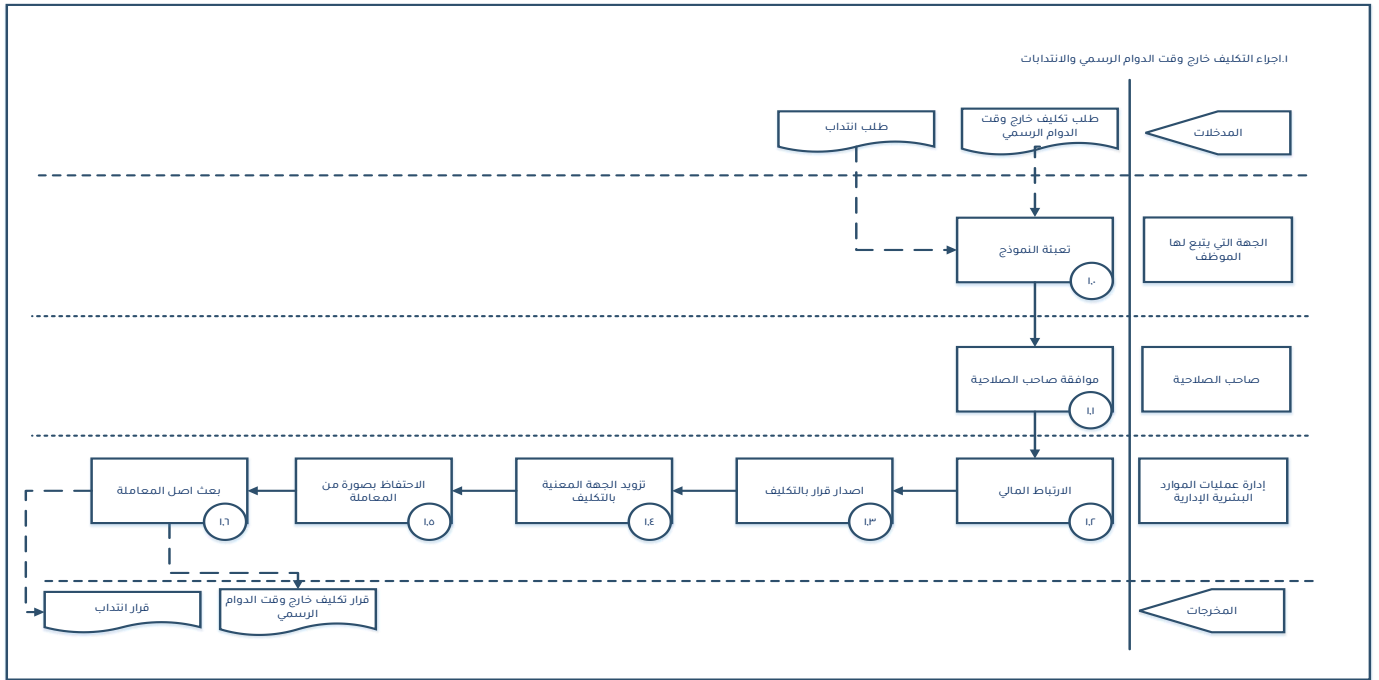 ١.اجراء التكليف خارج وقت الدوام الرسمي والانتدابات
المدخلات
طلب تكليف خارج وقت
الدوام الرسمي
طلب انتداب
الجهة التي يتبع لها
الموظف
تعبئة النموذج
١,٠
صاحب الصلاحية
موافقة صاحب الصلاحية
١,١
إدارة عمليات الموارد
البشرية الإدارية
الارتباط المالي
١,٢
اصدار قرار بالتكليف
١,٣
تزويد الجهة المعنية
بالتكليف
١,٤
الاحتفاظ بصورة من
المعاملة
١,٥
بعث اصل المعاملة
١,٦
المخرجات
قرار تكليف خارج وقت الدوام
الرسمي
قرار انتداب